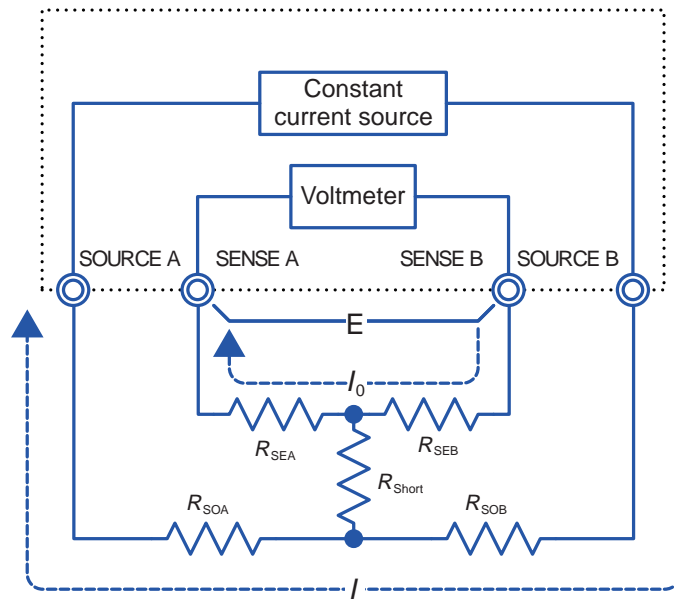 Constant
current source
Voltmeter
SOURCE A SENSE A SENSE B SOURCE B
E
I0
RSEA RSEB
RShort
RSOA RSOB
I